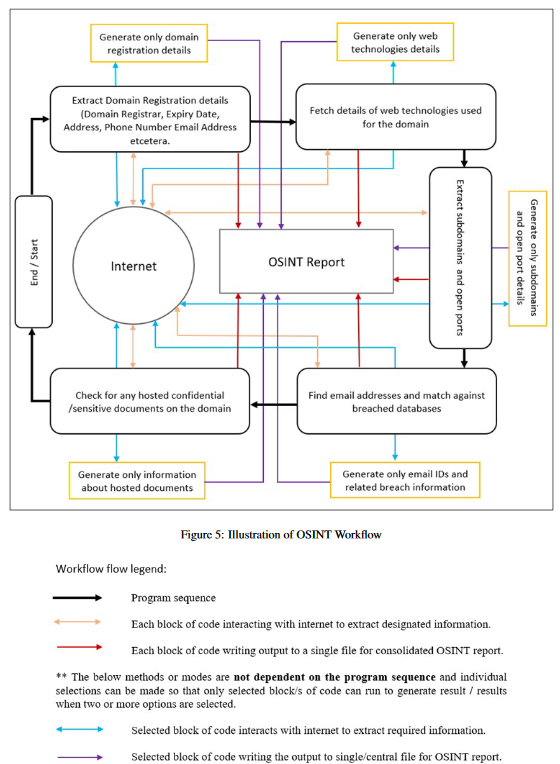 Generate only domain
registration details
Generate only web
technologies details
Extract Domain Registration details
(Domain Registrar, Expiry Date,
Address, Phone Number Email Address
etcetera.
Fetch details of web technologies used
for the domain
End / Start
Internet
OSINT Report
Extract subdomains and open ports
Generate only subdomains
and open port details
Check for any hosted confidential
/sensitive documents on the domain
Find email addresses and match against
breached databases
Generate only information
about hosted documents
Generate only email IDs and
related breach information
Figure 5: Illustration of OSINT Workflow
Workflow flow legend:
Program sequence
Each block of code interacting with internet to extract designated information.
Each block of code writing output to a single file for consolidated OSINT report.
** The below methods or modes are not dependent on the program sequence and individual
selections can be made so that only selected block/s of code can run to generate result / results
when two or more options are selected.
Selected block of code interacts with internet to extract required information.
Selected block of code writing the output to single/central file for OSINT report.